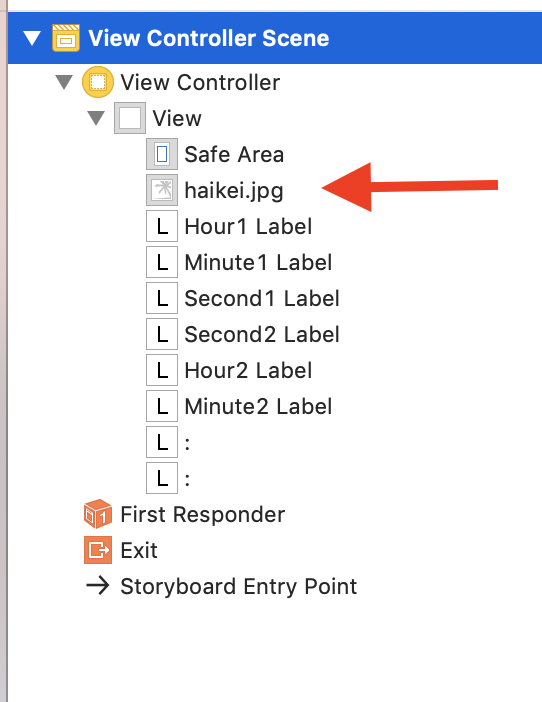 View Controller Scene
View Controller
View
Safe Area
haikei.jpg
L Hour1 Label
L Minute1 Label
L Second1 Label
L Second2 Label
L Hour2 Label
L Minute2 Label
L :
L :
1 First Responder
Exit
Storyboard Entry Point